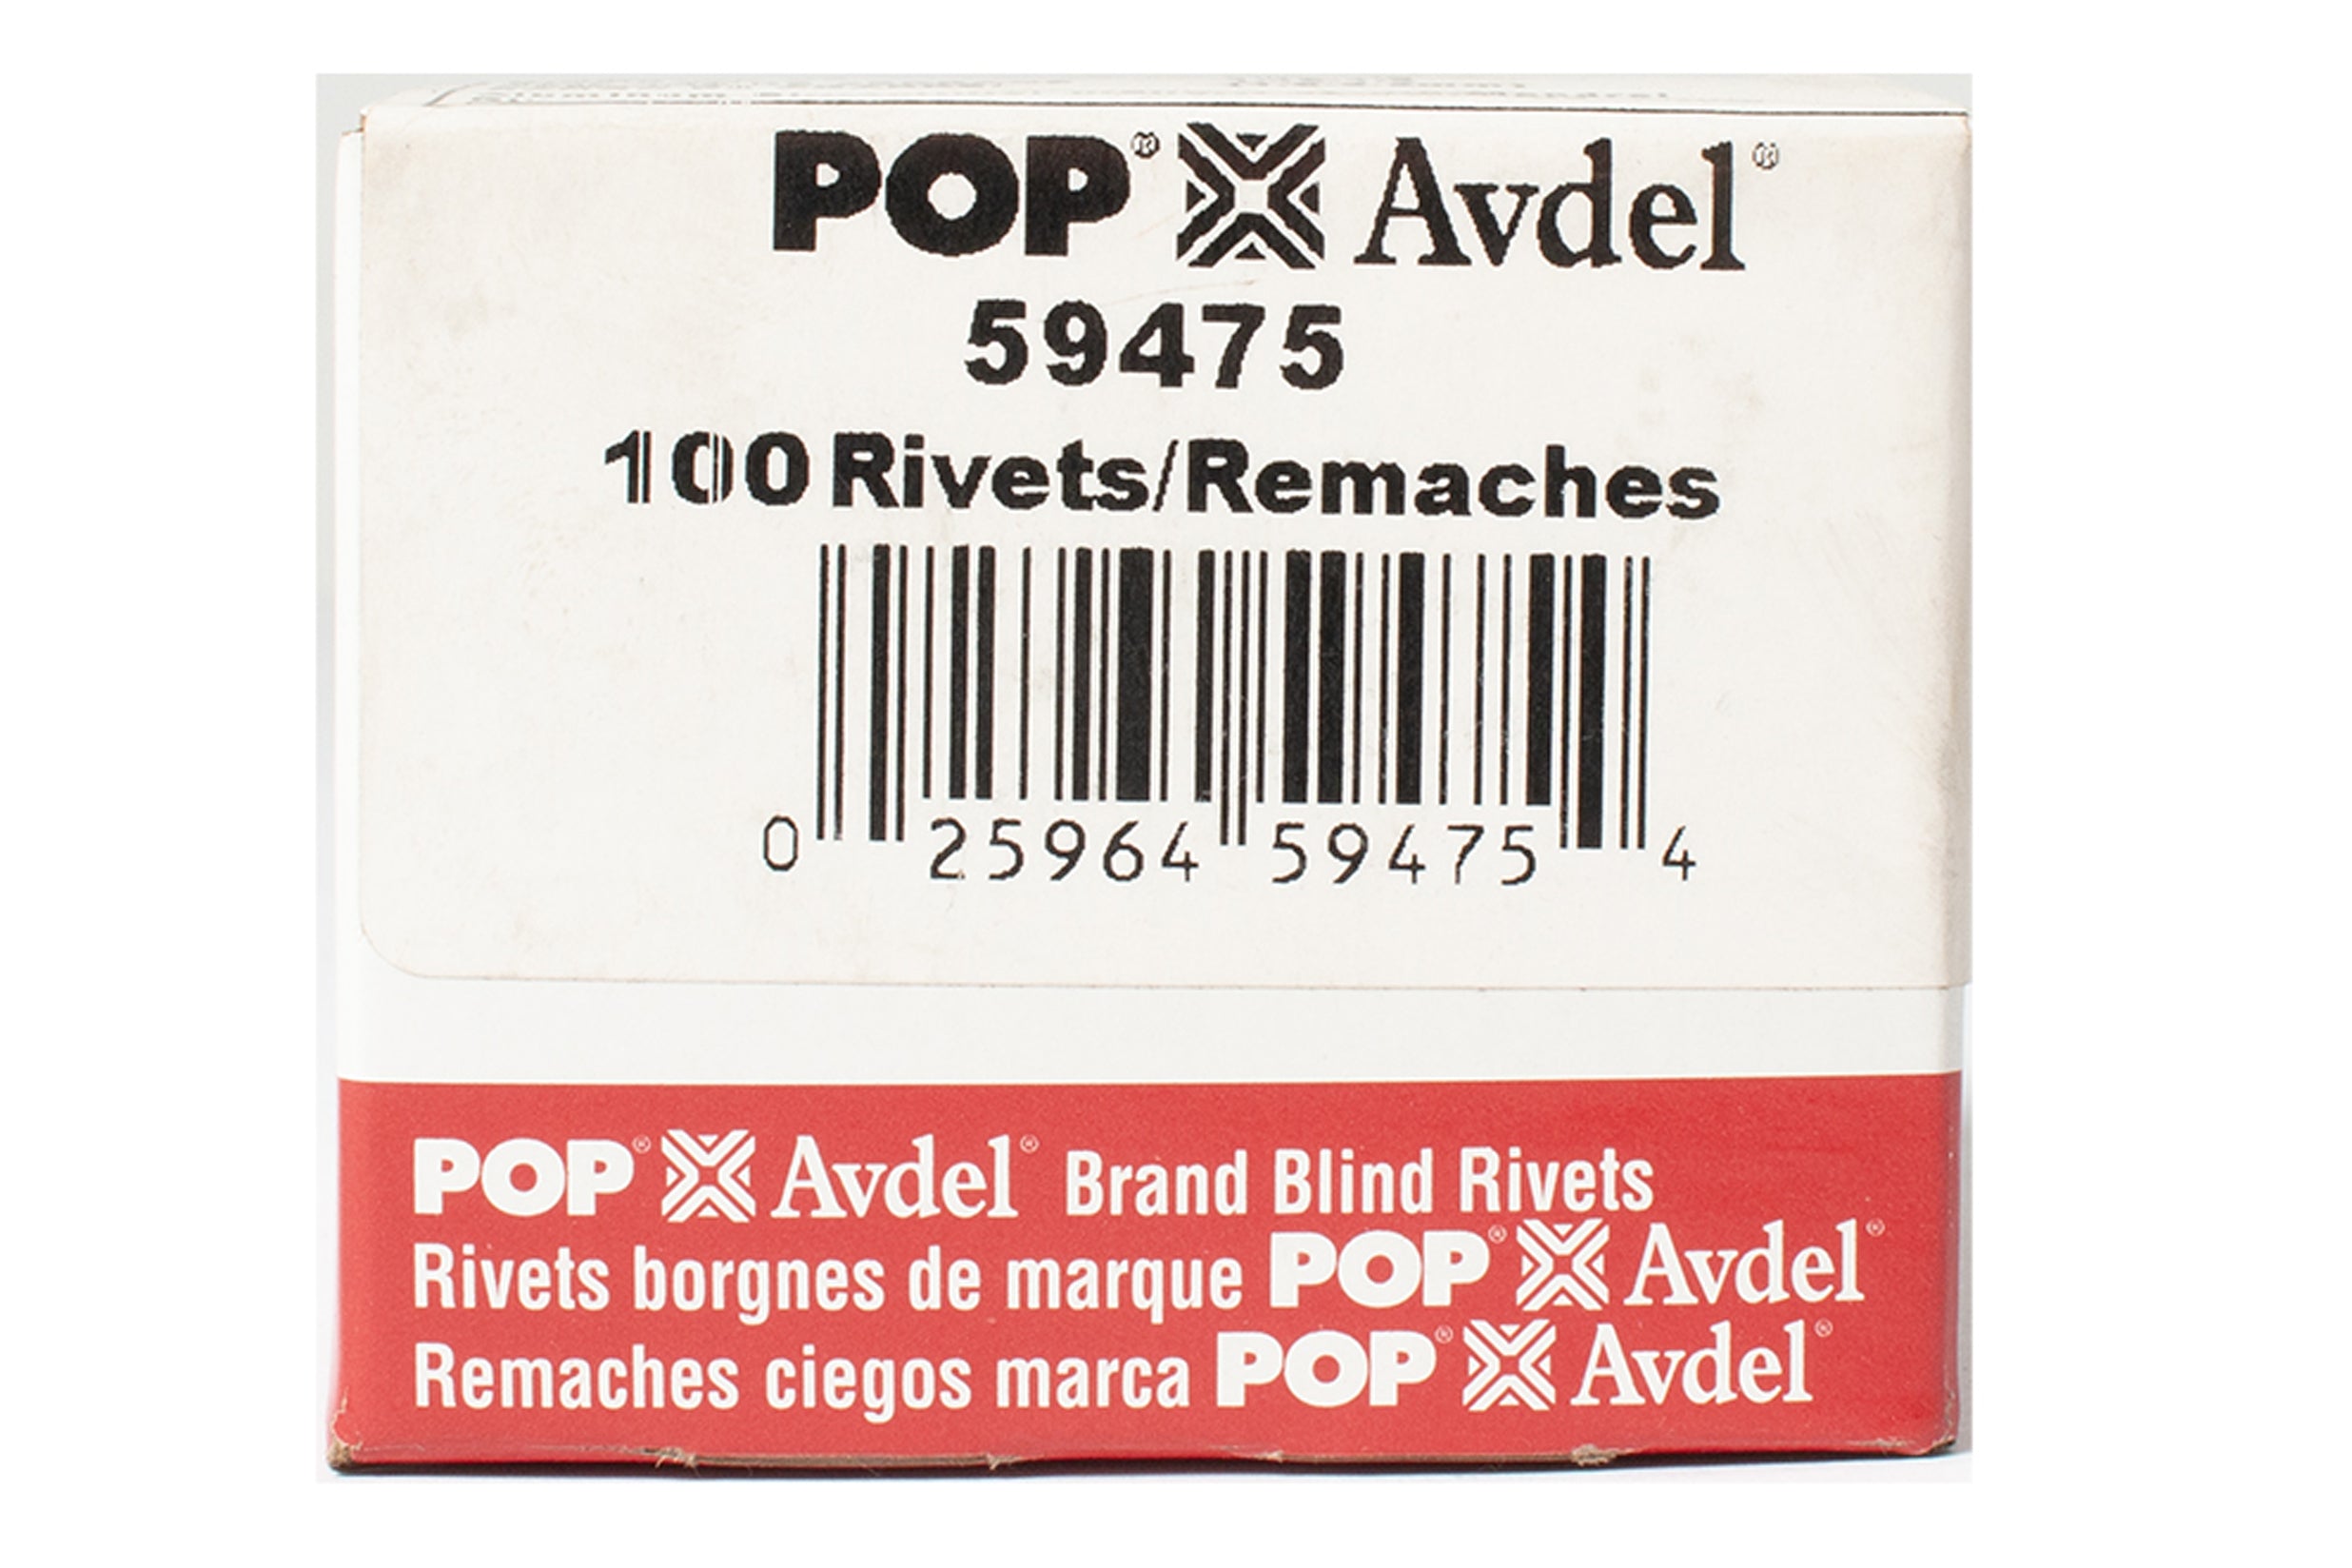 POP® Avdel®
59475
100 Rivets/Remaches
0 25964 59475 4
POP® Avdel® Brand Blind Rivets
Rivets borgnes de marque POP® Avdel®
Remaches ciegos marca POP® Avdel®